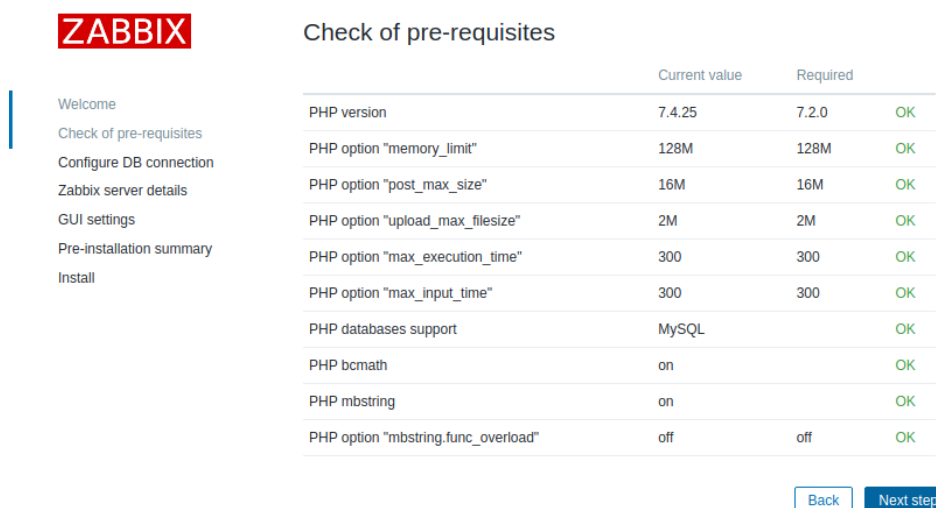 ZABBIX
Check of pre-requisites
Welcome
Check of pre-requisites
Configure DB connection
Zabbix server details
GUI settings
Pre-installation summary
Install
Current value Required
PHP version 7.4.25 7.2.0 OK
PHP option "memory_limit" 128M 128M OK
PHP option "post_max_size" 16M 16M OK
PHP option "upload_max_filesize" 2M 2M OK
PHP option "max_execution_time" 300 300 OK
PHP option "max_input_time" 300 300 OK
PHP databases support MySQL OK
PHP bcmath on OK
PHP mbstring on OK
PHP option "mbstring.func_overload" off off OK
Back Next step